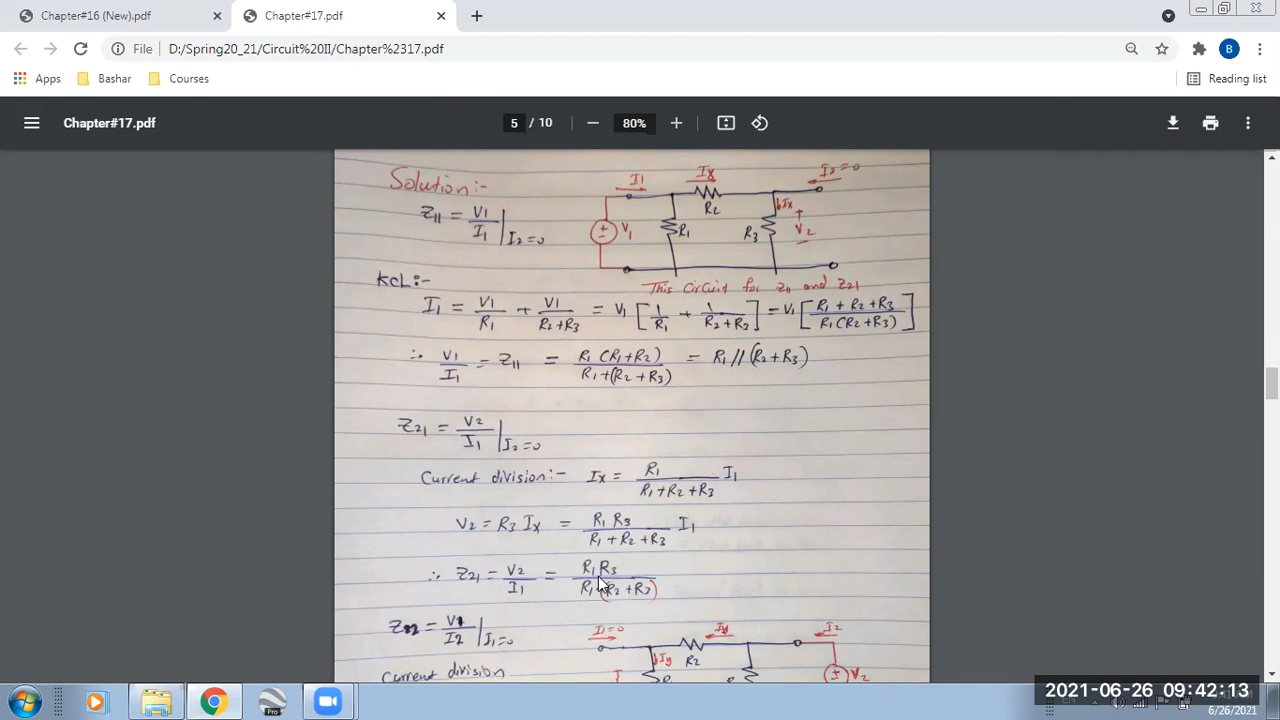 Chapter#16 (New).pdf
Chapter#17.pdf
File D:/Spring20_21/Circuit%20II/Chapter%2317.pdf
B
Apps Bashar Courses Reading list
Chapter#17.pdf 5 / 10 80%
Solution:-
I1 Ix I2=0
Z11 = V1/I1 | I2=0
V1 R1 R2 R3 Ix + V2 −
This Circuit for Z11 and Z21
KCL:-
I1 = V1/R1 + V1/(R2+R3) = V1 [1/R1 + 1/(R2+R3)] = V1 [(R1+R2+R3)/(R1(R2+R3))]
∴ V1/I1 = Z11 = R1(R1+R2)/(R1+(R2+R3)) = R1//(R2+R3)
Z21 = V2/I1 | I2=0
Current division:- Ix = R1/(R1+R2+R3) I1
V2 = R3 Ix = R1 R3/(R1+R2+R3) I1
∴ Z21 = V2/I1 = R1R3/(R1+(R2+R3))
I1=0 Iy I2
/I2 | I1=0
Iy R2 V2
Current division
Pro
2021-06-26 09:42:13
6/26/2021